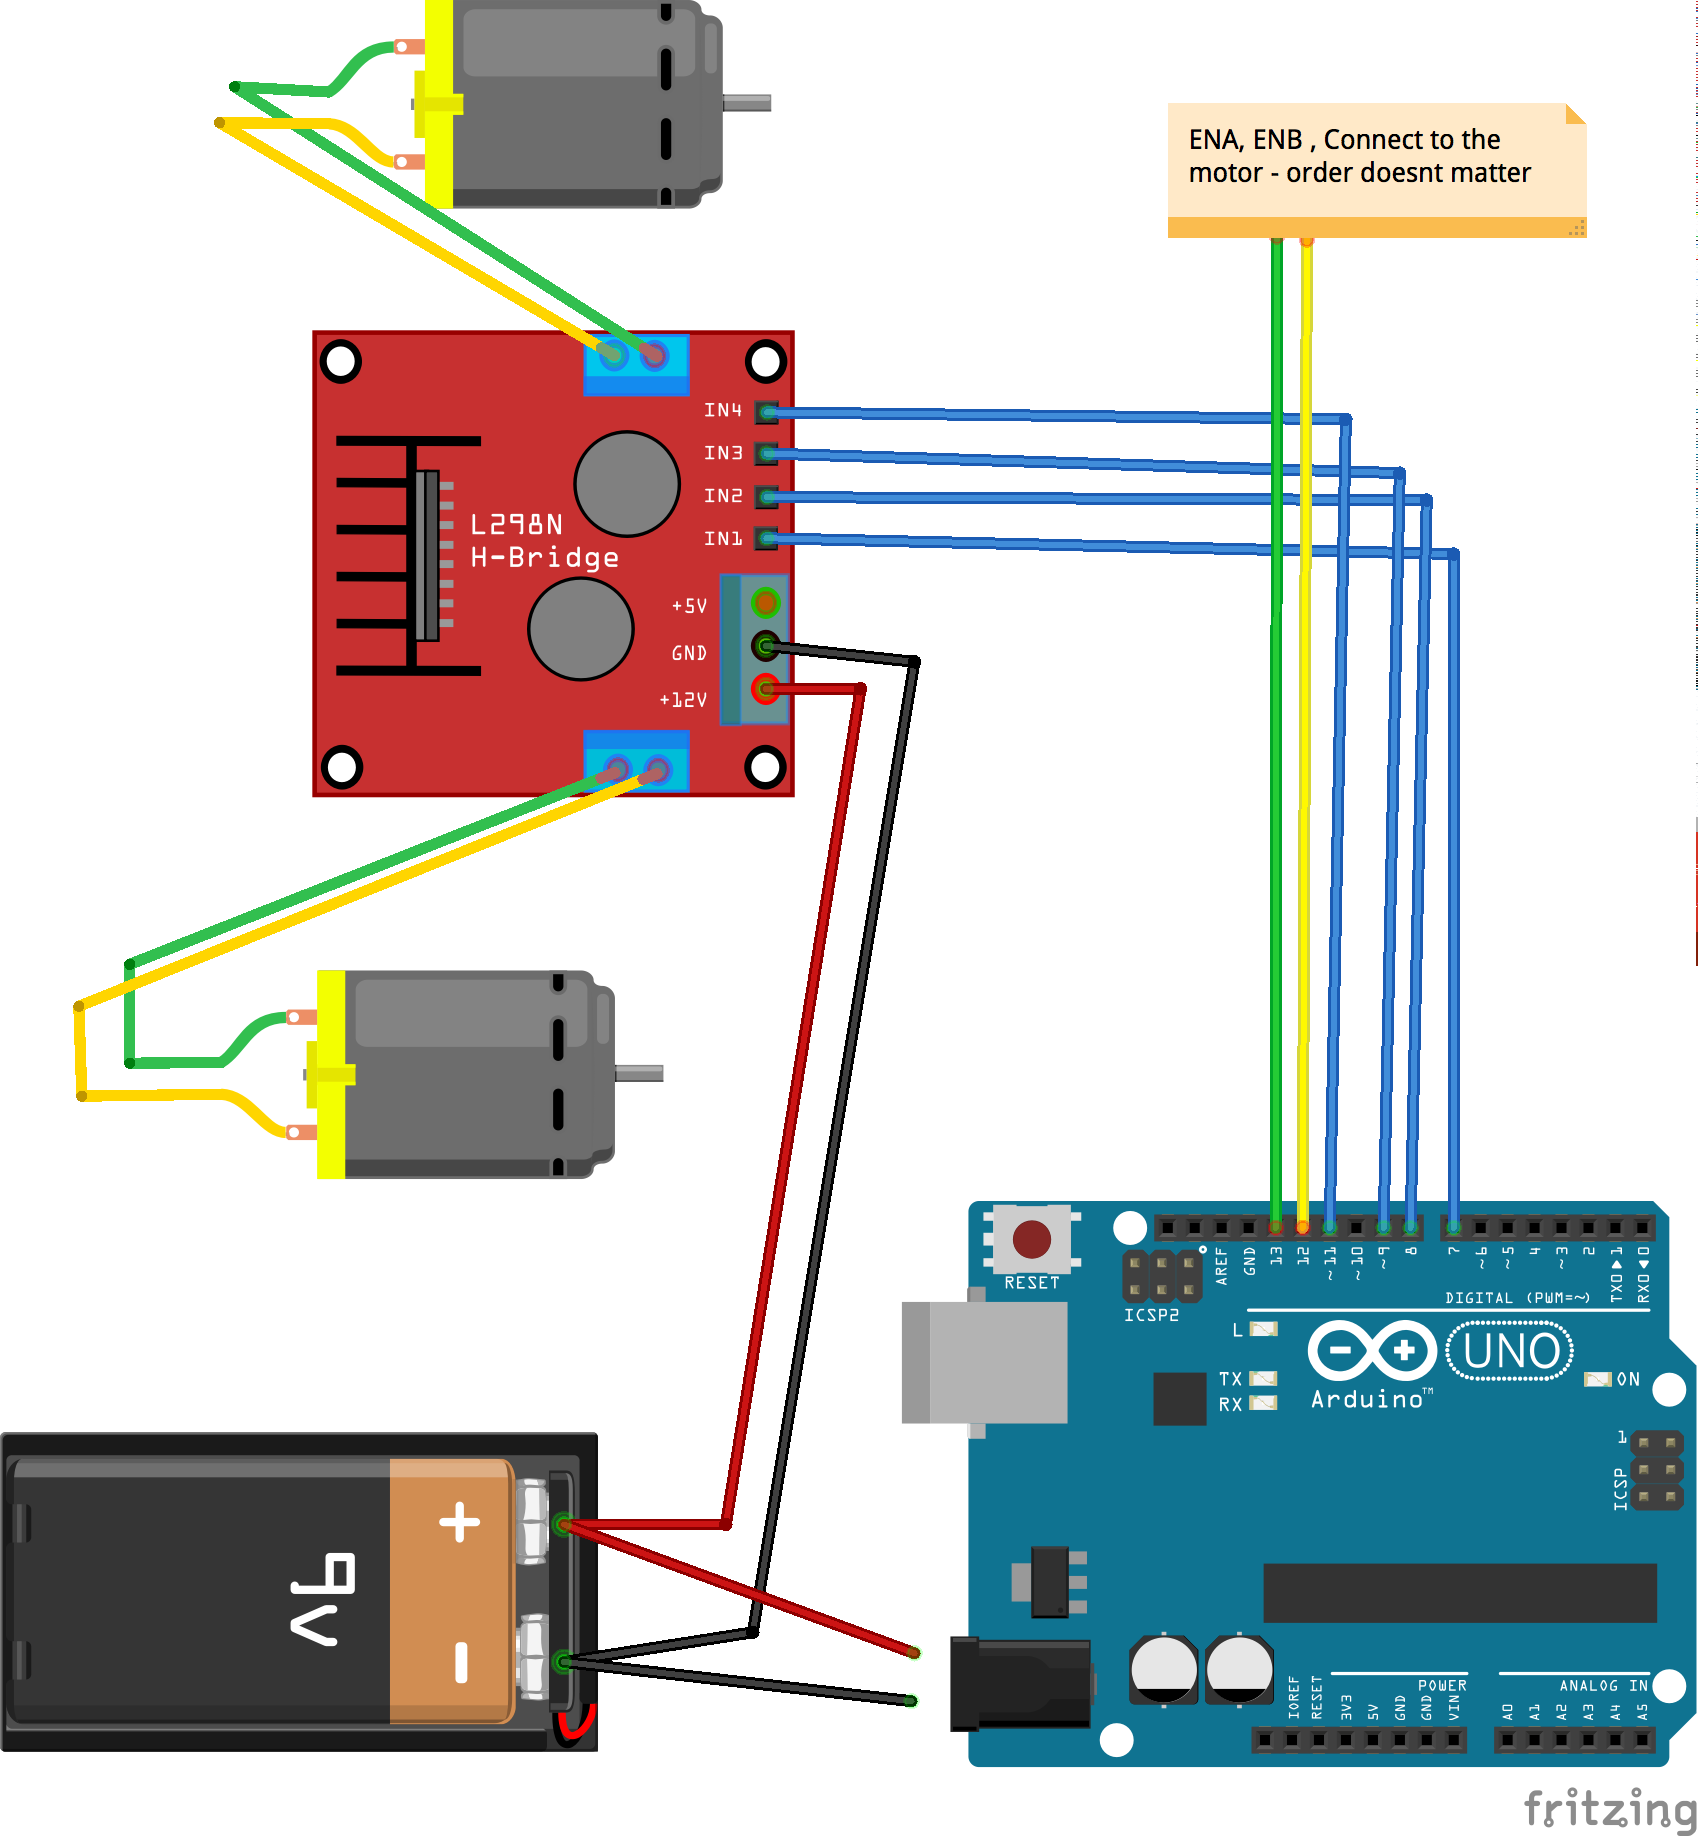 ENA, ENB , Connect to the
motor - order doesnt matter
IN4
IN3
IN2
IN1
L298N
H-Bridge
+5V
GND
+12V
RESET
ICSP2
AREF
GND
13
12
~11
~10
~9
8
7
~6
~5
4
~3
2
TX0▶1
RX0◀0
DIGITAL (PWM=~)
L
TX
RX
UNO
Arduino™
ON
1
ICSP
+
9V
-
IOREF
RESET
3V3
5V
GND
GND
VIN
POWER
A0
A1
A2
A3
A4
A5
ANALOG IN
fritzing